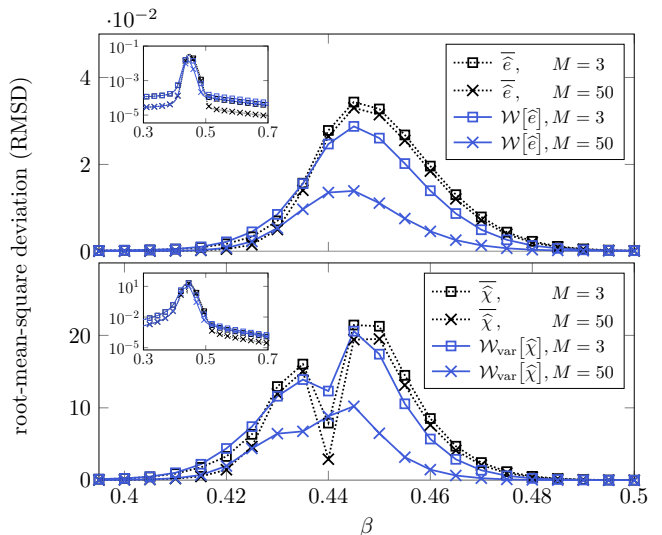 ·10⁻²
root-mean-square deviation (RMSD)
4
2
0
10⁻¹
10⁻³
10⁻⁵
0.3 0.5 0.7
ê̅, M = 3
ê̅, M = 50
𝒲[ê], M = 3
𝒲[ê], M = 50
20
10
0
10¹
10⁻²
10⁻⁵
0.3 0.5 0.7
χ̂̅, M = 3
χ̂̅, M = 50
𝒲var[χ̂], M = 3
𝒲var[χ̂], M = 50
0.4 0.42 0.44 0.46 0.48 0.5
β